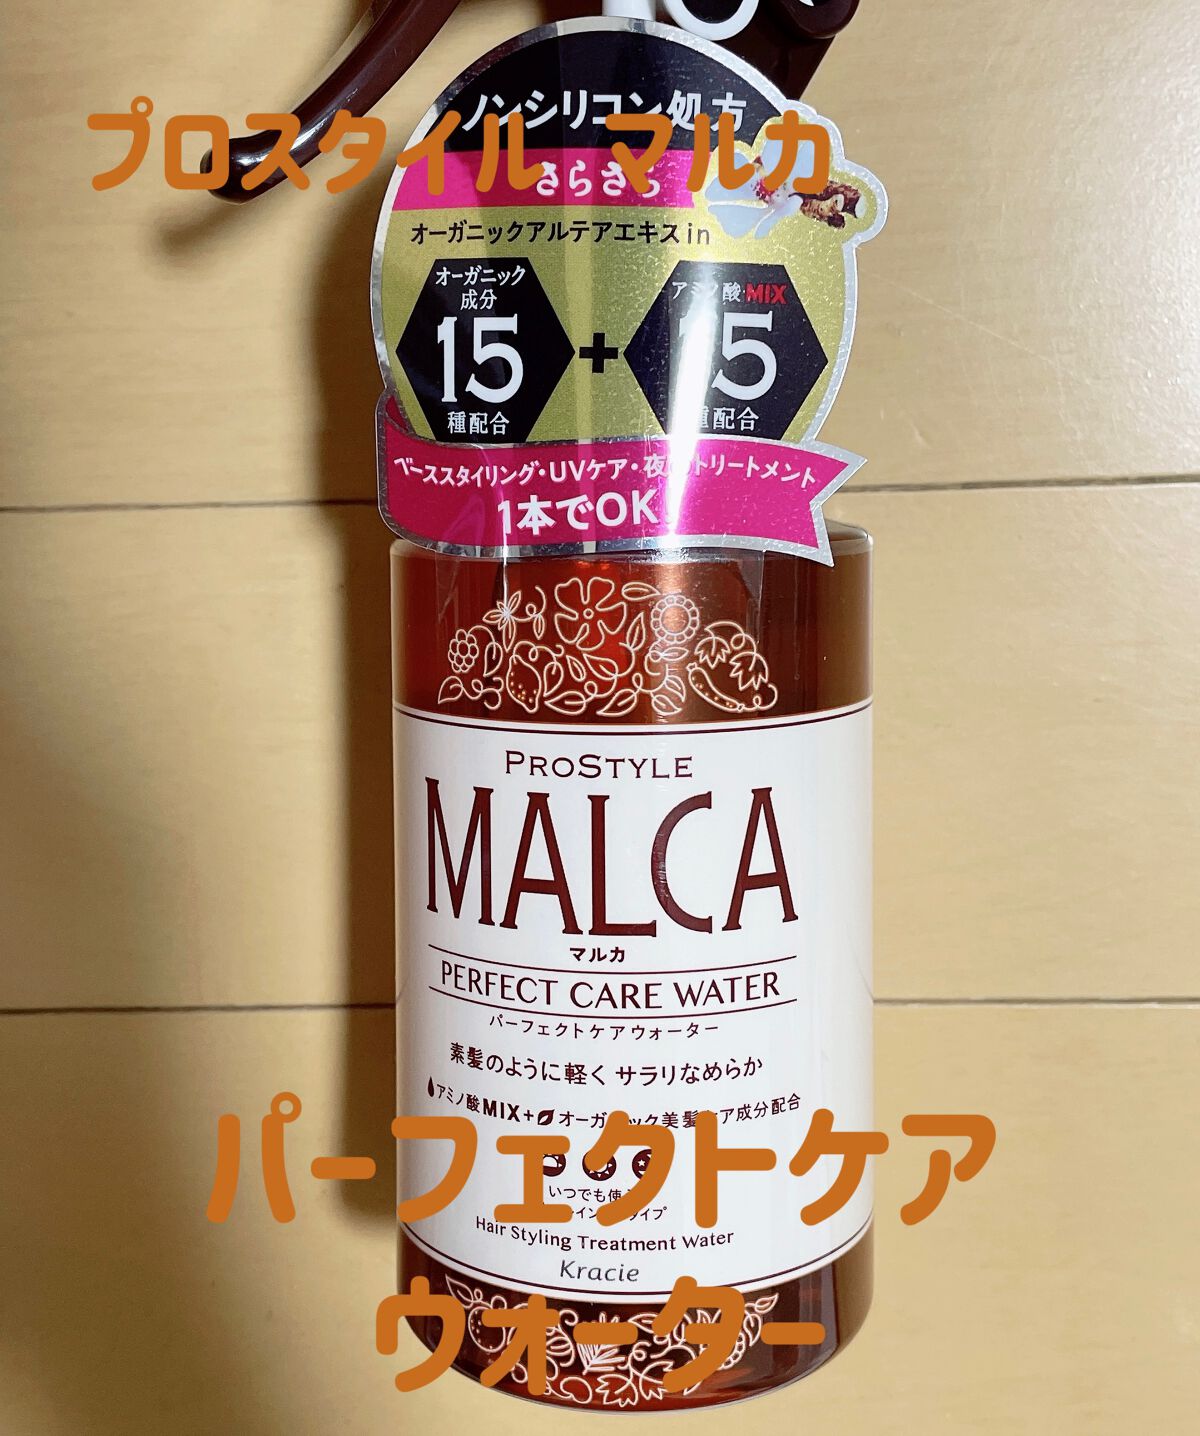 ノンシリコン処方
プロスタイル マルカ
さらさら
オーガニックアルテアエキスin
オーガニック
成分
15
種配合
+
アミノ酸MIX
15
種配合
ベーススタイリング・UVケア・夜のトリートメント
1本でOK!
PROSTYLE
MALCA
マルカ
PERFECT CARE WATER
パーフェクトケアウォーター
素髪のように軽く サラリなめらか
アミノ酸MIX+オーガニック美髪ケア成分配合
パーフェクトケア
いつでも使
タイプ
Hair Styling Treatment Water
Kracie
ウォーター